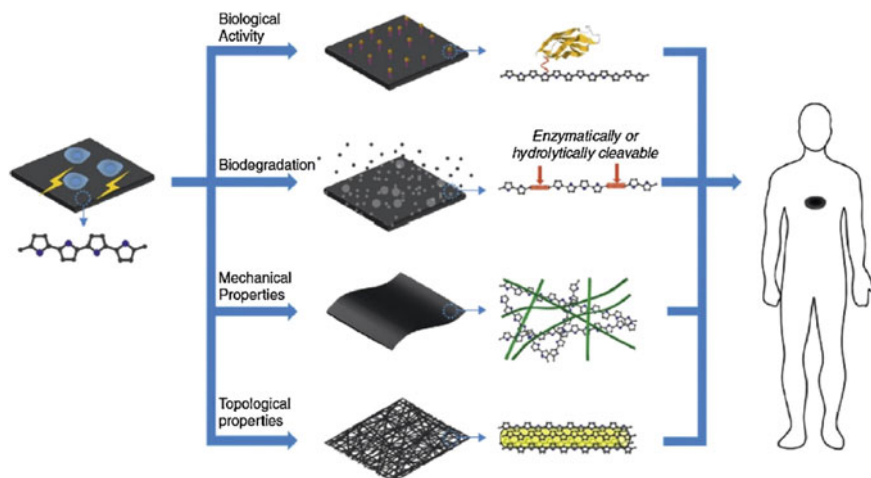 Biological
Activity
Biodegradation
Enzymatically or
hydrolytically cleavable
Mechanical
Properties
Topological
properties